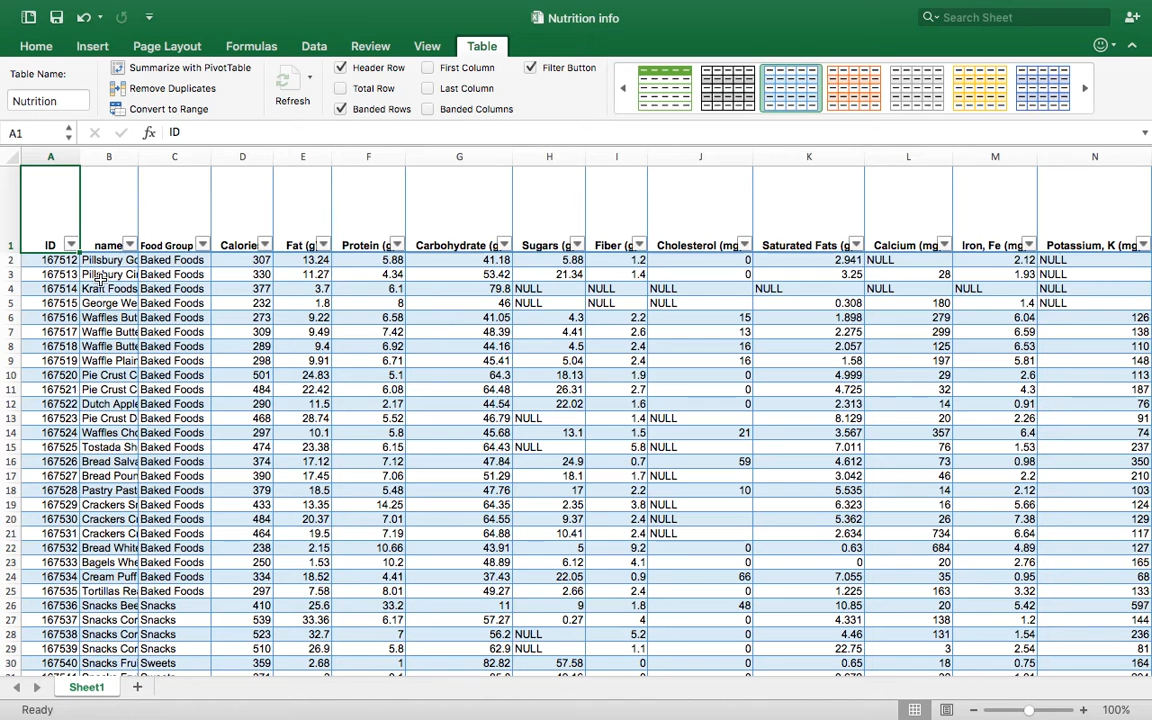 Nutrition info
Search Sheet
Home Insert Page Layout Formulas Data Review View Table
Table Name:
Nutrition
Summarize with PivotTable
Remove Duplicates
Convert to Range
Refresh
Header Row First Column Filter Button
Total Row Last Column
Banded Rows Banded Columns
A1 fx ID
A B C D E F G H I J K L M N
1 ID name Food Group Calorie Fat (g Protein (g Carbohydrate (g Sugars (g Fiber (g Cholesterol (mg Saturated Fats (g Calcium (mg Iron, Fe (mg Potassium, K (mg
2 167512 Pillsbury Go Baked Foods 307 13.24 5.88 41.18 5.88 1.2 0 2.941 NULL 2.12 NULL
3 167513 Pillsbury Ci Baked Foods 330 11.27 4.34 53.42 21.34 1.4 0 3.25 28 1.93 NULL
4 167514 Kraft Foods Baked Foods 377 3.7 6.1 79.8 NULL NULL NULL NULL NULL NULL NULL
5 167515 George We Baked Foods 232 1.8 8 46 NULL NULL NULL 0.308 180 1.4 NULL
6 167516 Waffles But Baked Foods 273 9.22 6.58 41.05 4.3 2.2 15 1.898 279 6.04 126
7 167517 Waffle Butte Baked Foods 309 9.49 7.42 48.39 4.41 2.6 13 2.275 299 6.59 138
8 167518 Waffle Butte Baked Foods 289 9.4 6.92 44.16 4.5 2.4 16 2.057 125 6.53 110
9 167519 Waffle Plain Baked Foods 298 9.91 6.71 45.41 5.04 2.4 16 1.58 197 5.81 148
10 167520 Pie Crust C Baked Foods 501 24.83 5.1 64.3 18.13 1.9 0 4.999 29 2.6 113
11 167521 Pie Crust C Baked Foods 484 22.42 6.08 64.48 26.31 2.7 0 4.725 32 4.3 187
12 167522 Dutch Apple Baked Foods 290 11.5 2.17 44.54 22.02 1.6 0 2.313 14 0.91 76
13 167523 Pie Crust D Baked Foods 468 28.74 5.52 46.79 NULL 1.4 NULL 8.129 20 2.26 91
14 167524 Waffles Cho Baked Foods 297 10.1 5.8 45.68 13.1 1.5 21 3.567 357 6.4 74
15 167525 Tostada Sh Baked Foods 474 23.38 6.15 64.43 NULL 5.8 NULL 7.011 76 1.53 237
16 167526 Bread Salva Baked Foods 374 17.12 7.12 47.84 24.9 0.7 59 4.612 73 0.98 350
17 167527 Bread Poun Baked Foods 390 17.45 7.06 51.29 18.1 1.7 NULL 3.042 46 2.2 210
18 167528 Pastry Past Baked Foods 379 18.5 5.48 47.76 17 2.2 10 5.535 14 2.12 103
19 167529 Crackers Sn Baked Foods 433 13.35 14.25 64.35 2.35 3.8 NULL 6.323 16 5.66 124
20 167530 Crackers Cr Baked Foods 484 20.37 7.01 64.55 9.37 2.4 NULL 5.362 26 7.38 129
21 167531 Crackers Cr Baked Foods 464 19.5 7.19 64.88 10.41 2.4 NULL 2.634 734 6.64 117
22 167532 Bread White Baked Foods 238 2.15 10.66 43.91 5 9.2 0 0.63 684 4.89 127
23 167533 Bagels Whe Baked Foods 250 1.53 10.2 48.89 6.12 4.1 0 0 20 2.76 165
24 167534 Cream Puff Baked Foods 334 18.52 4.41 37.43 22.05 0.9 66 7.055 35 0.95 68
25 167535 Tortillas Rea Baked Foods 297 7.58 8.01 49.27 2.66 2.4 0 1.225 163 3.32 133
26 167536 Snacks Bee Snacks 410 25.6 33.2 11 9 1.8 48 10.85 20 5.42 597
27 167537 Snacks Cor Snacks 539 33.36 6.17 57.27 0.27 4 0 4.331 138 1.2 144
28 167538 Snacks Cor Snacks 523 32.7 7 56.2 NULL 5.2 0 4.46 131 1.54 236
29 167539 Snacks Cor Snacks 510 26.9 5.8 62.9 NULL 1.1 0 22.75 3 2.54 81
30 167540 Snacks Fru Sweets 359 2.68 1 82.82 57.58 0 0 0.65 18 0.75 164
Sheet1
Ready 100%